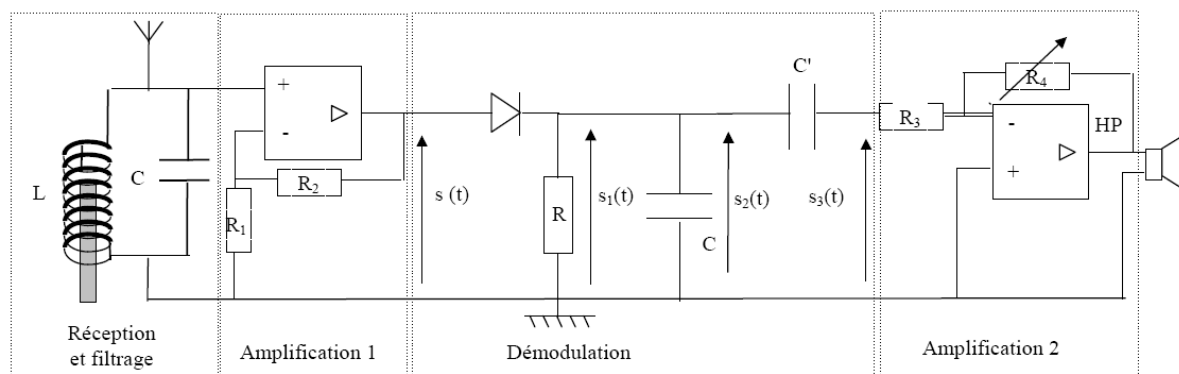 C'
R₄
+
R₃
-
HP
-
+
L
C
R₂
s (t)
R
s₁(t)
s₂(t)
s₃(t)
R₁
C
Réception
et filtrage
Amplification 1
Démodulation
Amplification 2